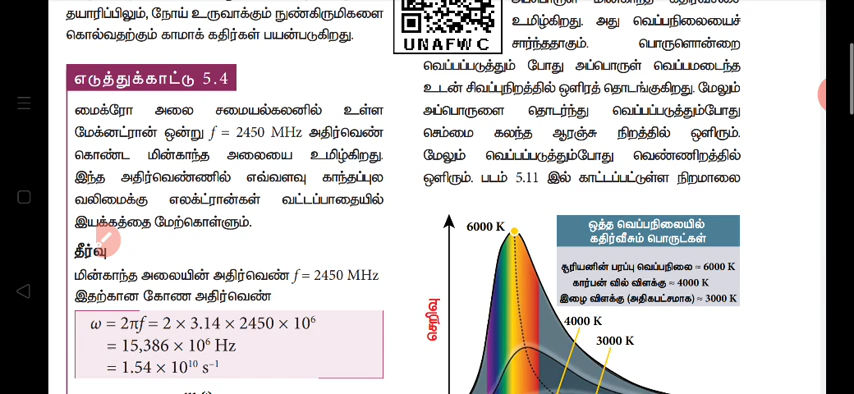 தயாரிப்பிலும், நோய் உருவாக்கும் நுண்கிருமிகளை
கொல்வதற்கும் காமாக் கதிர்கள் பயன்படுகிறது.
எடுத்துக்காட்டு 5.4
மைக்ரோ அலை சமையல்கலனில் உள்ள
மேக்னட்ரான் ஒன்று f = 2450 MHz அதிர்வெண்
கொண்ட மின்காந்த அலையை உமிழ்கிறது.
இந்த அதிர்வெண்ணில் எவ்வளவு காந்தப்புல
வலிமைக்கு எலக்ட்ரான்கள் வட்டப்பாதையில்
இயக்கத்தை மேற்கொள்ளும்.
தீர்வு
மின்காந்த அலையின் அதிர்வெண் f = 2450 MHz
இதற்கான கோண அதிர்வெண்
ω = 2πf = 2 × 3.14 × 2450 × 10⁶
= 15,386 × 10⁶ Hz
= 1.54 × 10¹⁰ s⁻¹
UNAFWC
உமிழ்கிறது. அது வெப்பநிலையைச்
சார்ந்ததாகும். பொருளொன்றை
வெப்பப்படுத்தும் போது அப்பொருள் வெப்பமடைந்த
உடன் சிவப்புநிறத்தில் ஒளிரத் தொடங்குகிறது. மேலும்
அப்பொருளை தொடர்ந்து வெப்பப்படுத்தும்போது
செம்மை கலந்த ஆரஞ்சு நிறத்தில் ஒளிரும்.
மேலும் வெப்பப்படுத்தும்போது வெண்ணிறத்தில்
ஒளிரும். படம் 5.11 இல் காட்டப்பட்டுள்ள நிறமாலை
6000 K
ஒத்த வெப்பநிலையில்
கதிர்வீசும் பொருட்கள்
சூரியனின் பரப்பு வெப்பநிலை ≈ 6000 K
கார்பன் வில் விளக்கு ≈ 4000 K
இழை விளக்கு (அதிகபட்சமாக) ≈ 3000 K
செறிவு
4000 K
3000 K